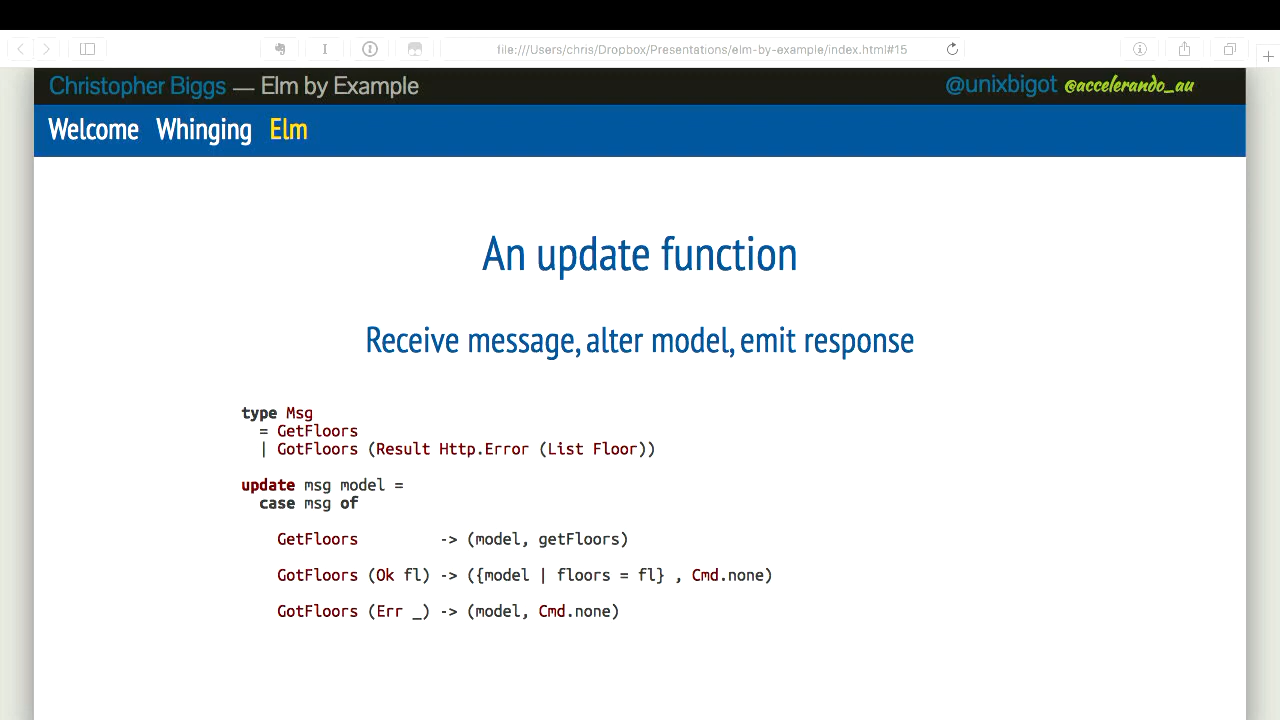 file:///Users/chris/Dropbox/Presentations/elm-by-example/index.html#15
Christopher Biggs — Elm by Example @unixbigot @accelerando_au
Welcome Whinging Elm
An update function
Receive message, alter model, emit response
type Msg
  = GetFloors
  | GotFloors (Result Http.Error (List Floor))
update msg model =
  case msg of
    GetFloors         -> (model, getFloors)
    GotFloors (Ok fl) -> ({model | floors = fl} , Cmd.none)
    GotFloors (Err _) -> (model, Cmd.none)